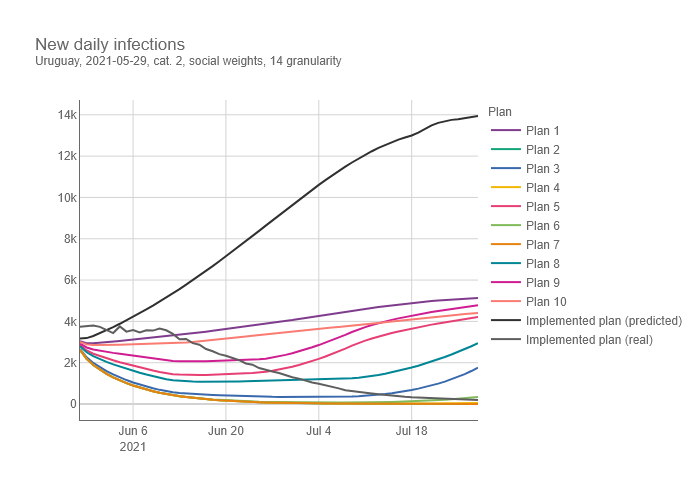 New daily infections
Uruguay, 2021-05-29, cat. 2, social weights, 14 granularity
14k
12k
10k
8k
6k
4k
2k
0
Jun 6
2021
Jun 20
Jul 4
Jul 18
Plan
Plan 1
Plan 2
Plan 3
Plan 4
Plan 5
Plan 6
Plan 7
Plan 8
Plan 9
Plan 10
Implemented plan (predicted)
Implemented plan (real)